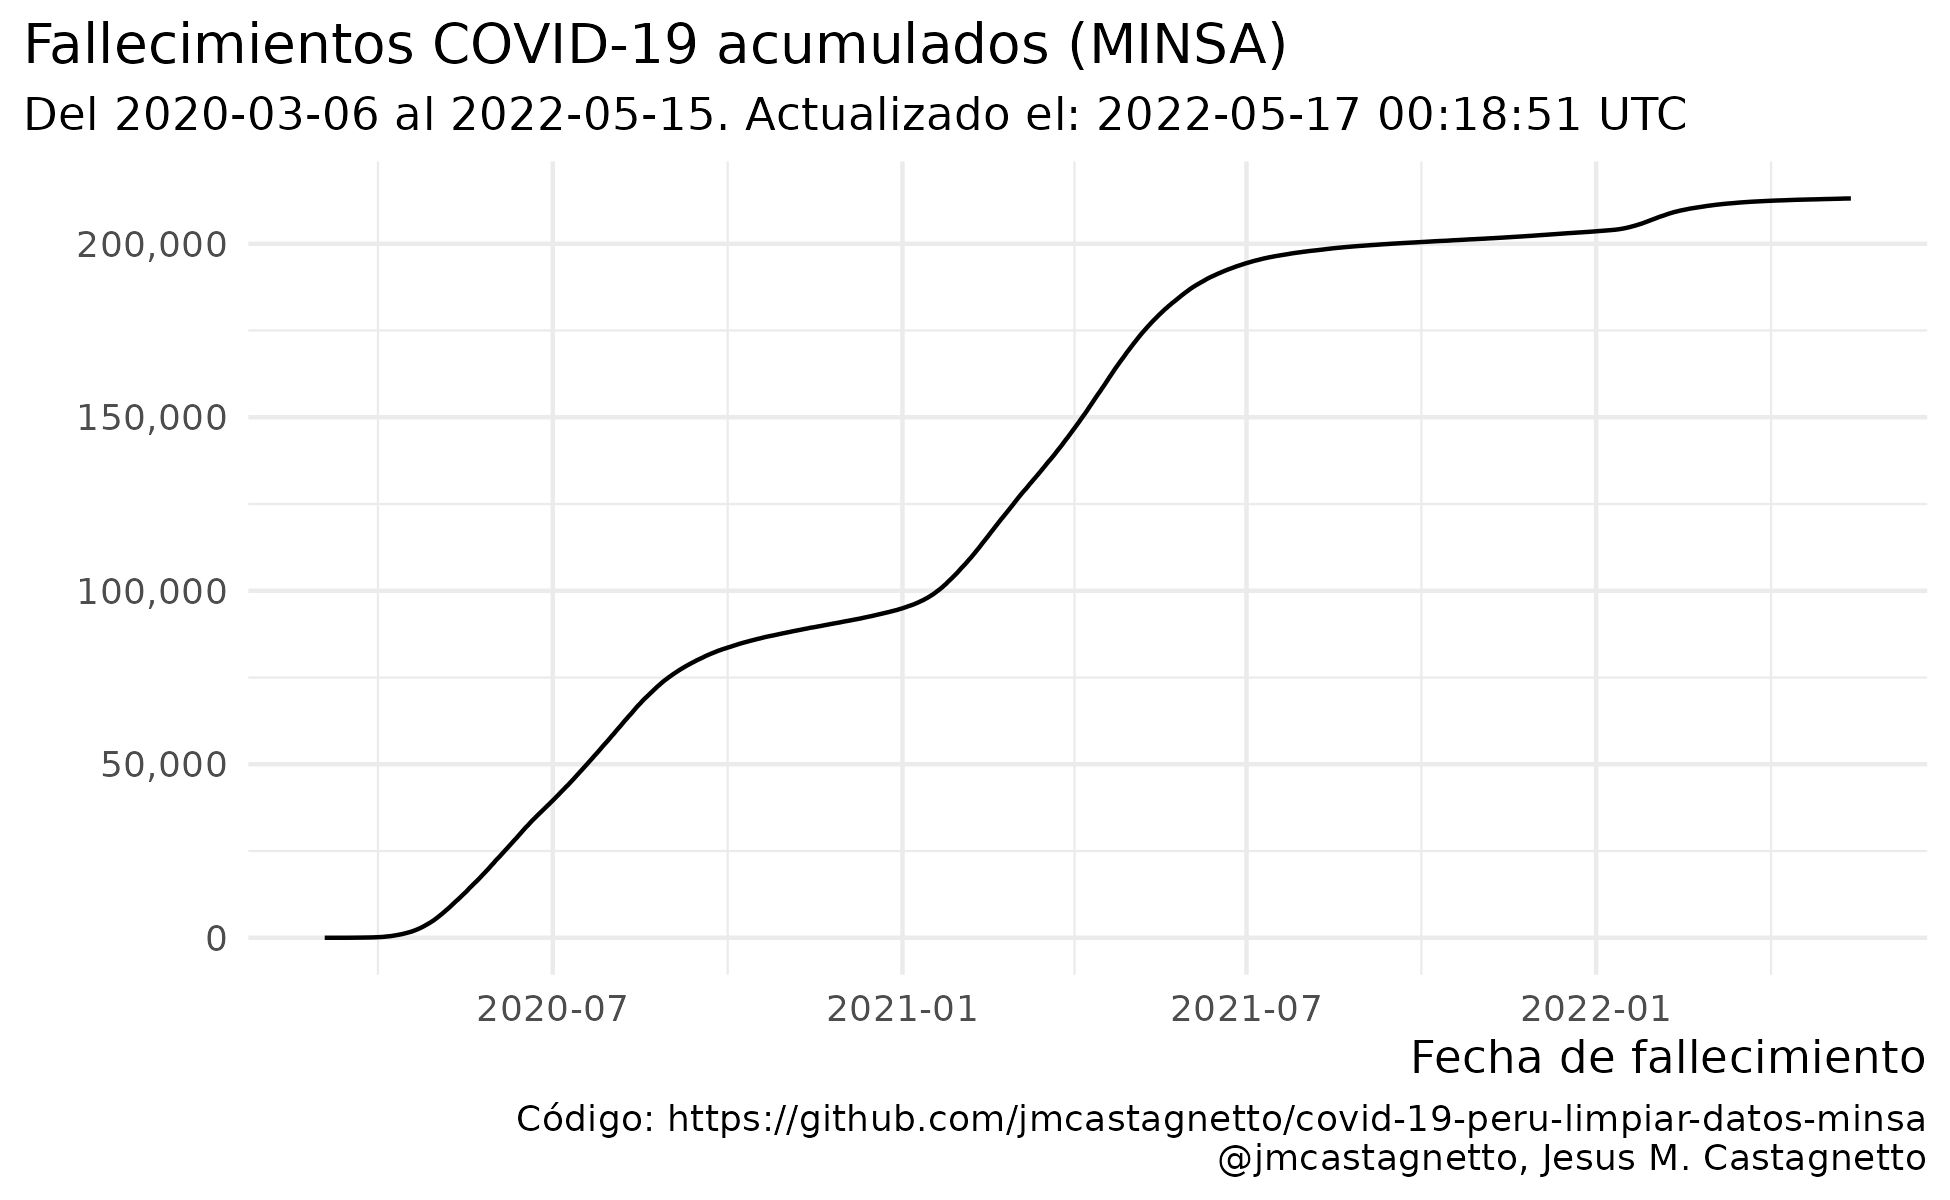 Fallecimientos COVID-19 acumulados (MINSA)
Del 2020-03-06 al 2022-05-15. Actualizado el: 2022-05-17 00:18:51 UTC
200,000
150,000
100,000
50,000
0
2020-07 2021-01 2021-07 2022-01
Fecha de fallecimiento
Código: https://github.com/jmcastagnetto/covid-19-peru-limpiar-datos-minsa
@jmcastagnetto, Jesus M. Castagnetto